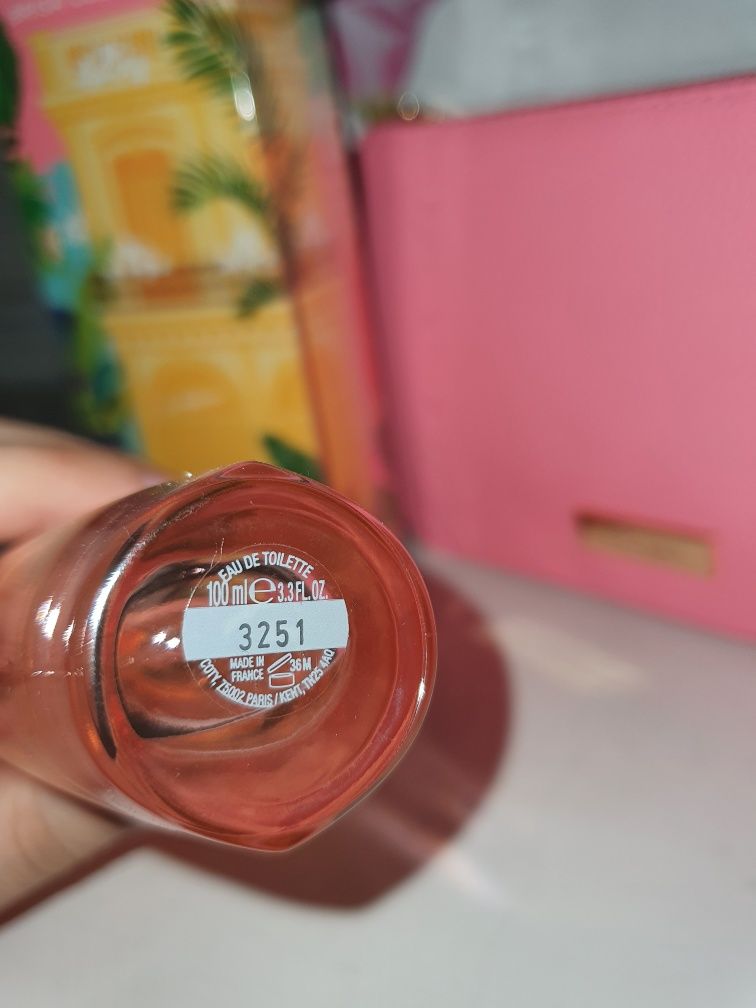 EAU DE TOILETTE
100 ml e 3.3 FL.OZ.
3251
MADE IN
FRANCE
36M
COTY, 75002 PARIS / KENT, TN25 4AQ